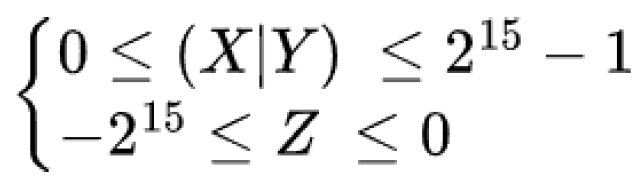 0 ≤ (X|Y) ≤ 2^{15} − 1
−2^{15} ≤ Z ≤ 0